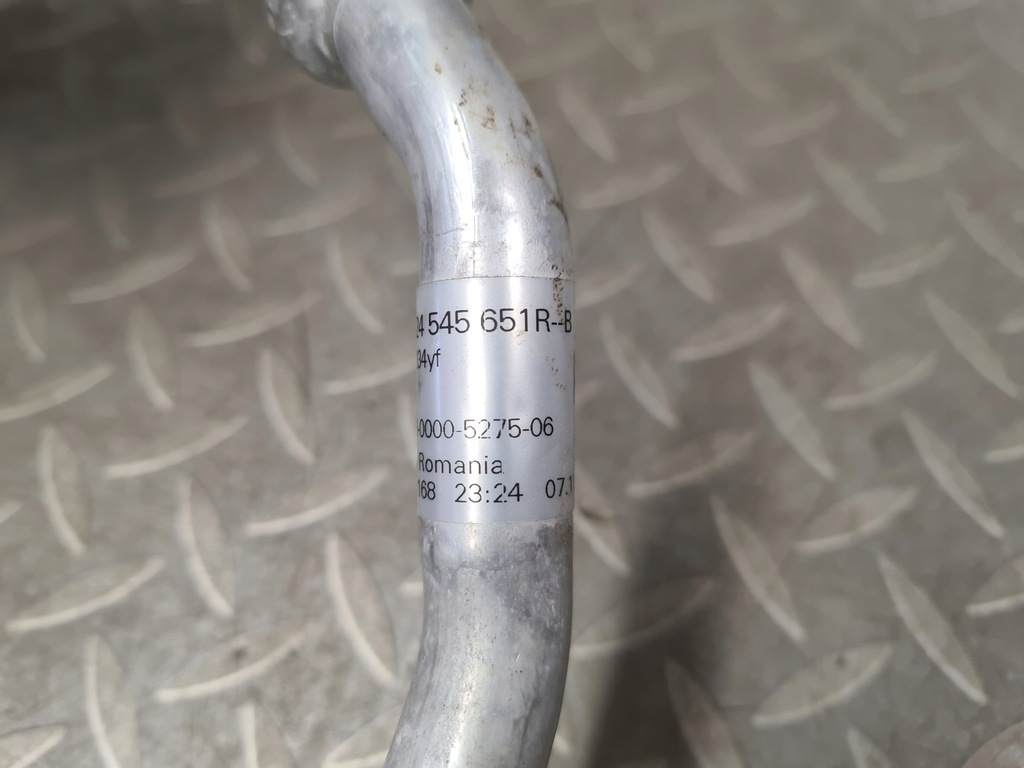 24 545 651R--B
34yf
-0000-5275-06
Romania
168 23:24 07.1